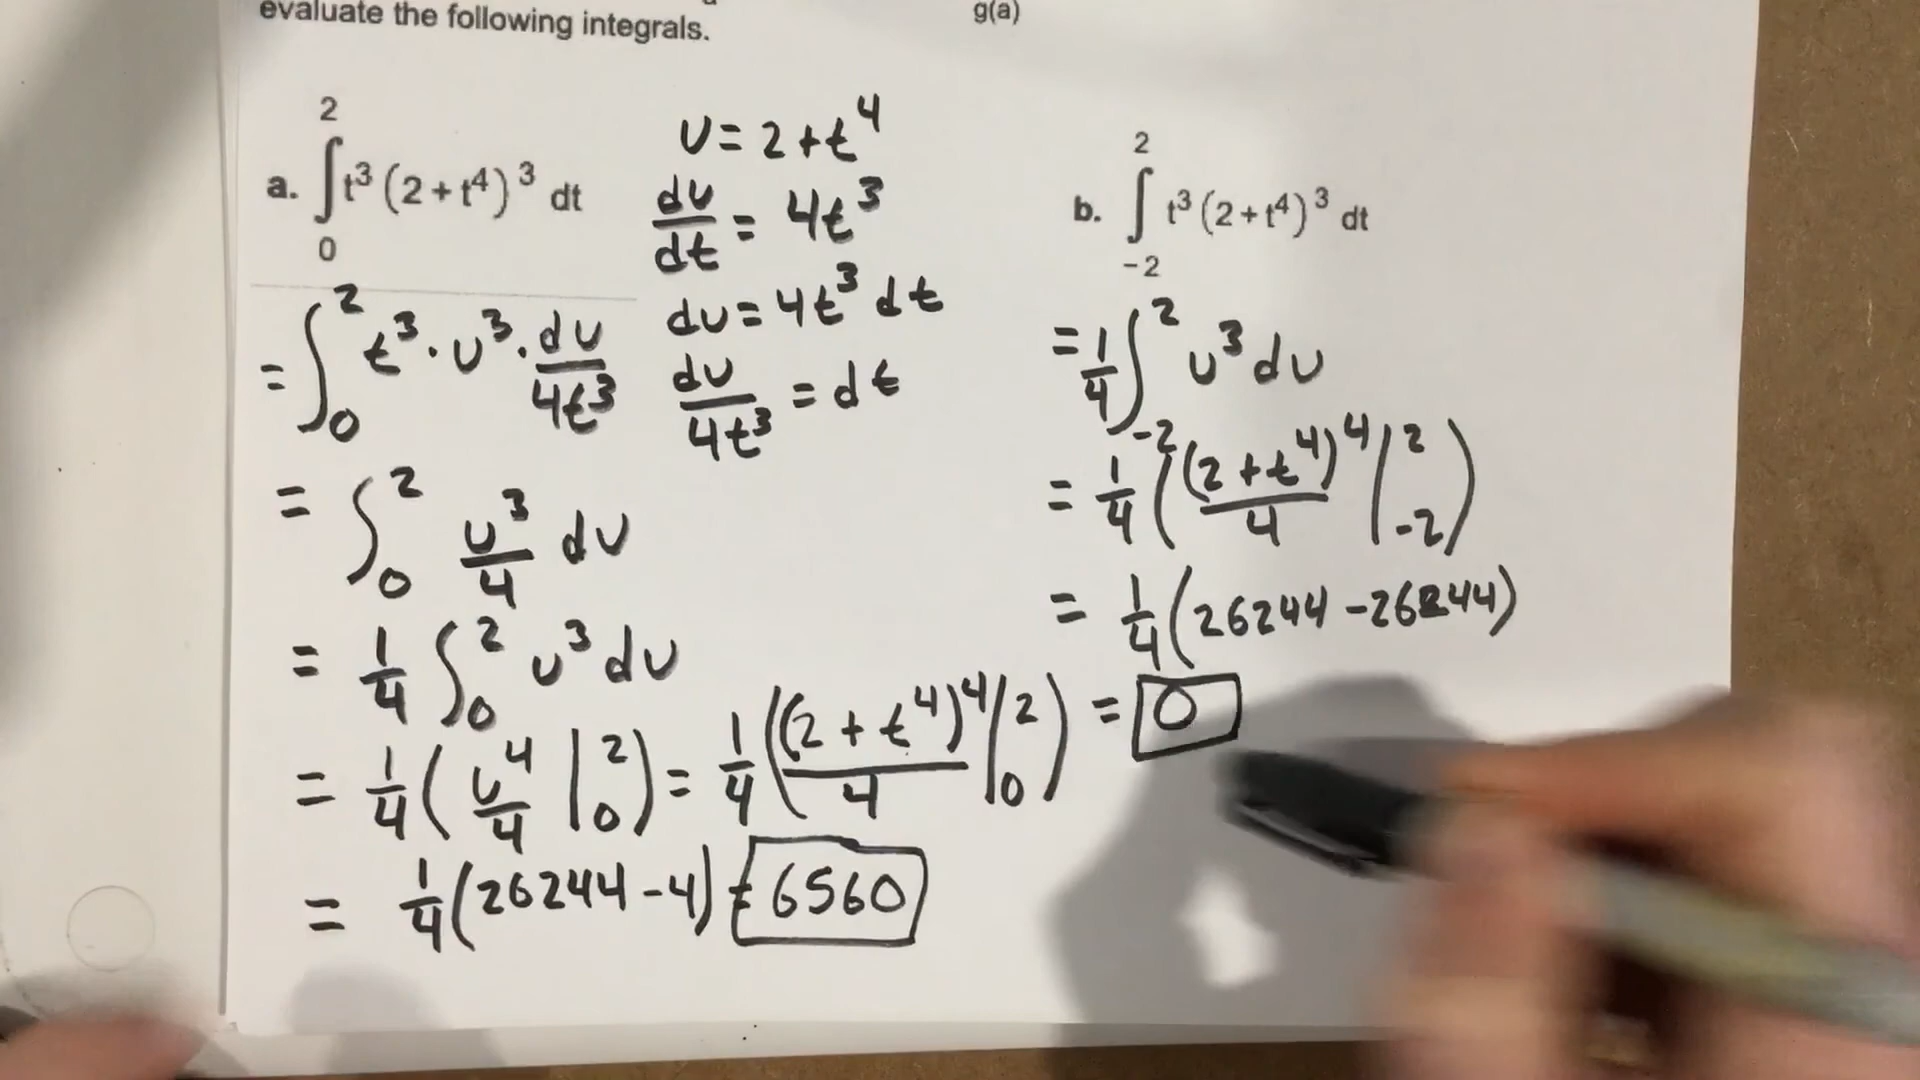 evaluate the following integrals.
g(a)
a. ∫₀² t³ (2 + t⁴)³ dt
u = 2 + t⁴
du/dt = 4t³
du = 4t³ dt
du/4t³ = dt
= ∫₀² t³ · u³ · du/4t³
= ∫₀² u³/4 du
= 1/4 ∫₀² u³ du
= 1/4 ( u⁴/4 |₀² ) = 1/4 ( (2 + t⁴)⁴/4 |₀² )
= 1/4 (26244 - 4) = 6560
b. ∫₋₂² t³ (2 + t⁴)³ dt
= 1/4 ∫₋₂² u³ du
= 1/4 ( (2 + t⁴)⁴/4 |₋₂² )
= 1/4 (26244 - 26244)
= 0